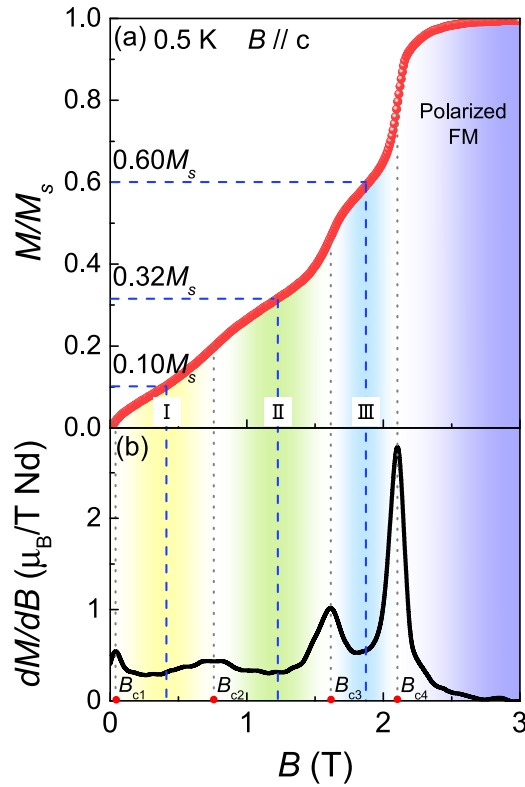 (a) 0.5 K B // c
1.0
0.8
0.6
0.4
0.2
0.0
M/Ms
Polarized
FM
0.60Ms
0.32Ms
0.10Ms
I
II
III
(b)
2
1
0
dM/dB (μB/T Nd)
Bc1
Bc2
Bc3
Bc4
0
1
2
3
B (T)